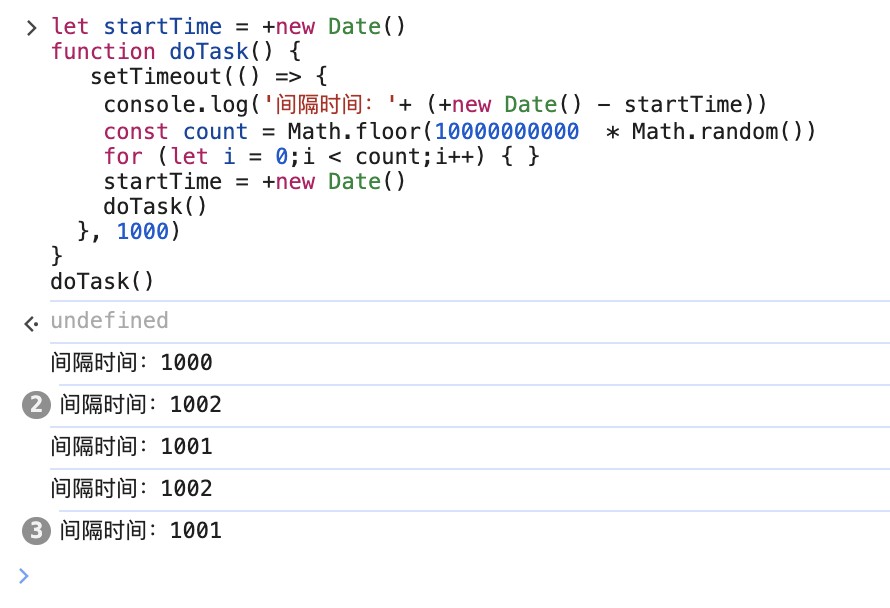 let startTime = +new Date()
function doTask() {
   setTimeout(() => {
    console.log('间隔时间：'+ (+new Date() - startTime))
    const count = Math.floor(10000000000  * Math.random())
    for (let i = 0;i < count;i++) { }
    startTime = +new Date()
    doTask()
  }, 1000)
}
doTask()
undefined
间隔时间：1000
2 间隔时间：1002
间隔时间：1001
间隔时间：1002
3 间隔时间：1001